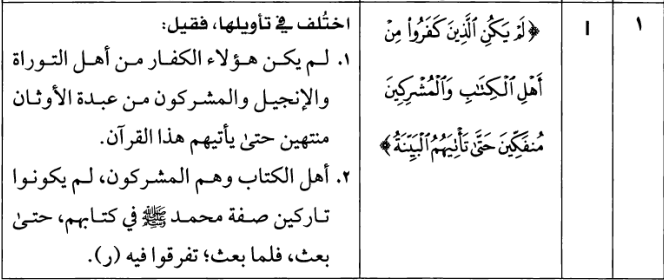 ١
١
﴿لَمْ يَكُنِ الَّذِينَ كَفَرُوا۟ مِنْ
أَهْلِ الْكِتَٰبِ وَالْمُشْرِكِينَ
مُنفَكِّينَ حَتَّىٰ تَأْتِيَهُمُ الْبَيِّنَةُ﴾
اختُلف في تأويلها، فقيل:
١. لم يكن هؤلاء الكفار من أهل التوراة
والإنجيل والمشركون من عبدة الأوثان
منتهين حتىٰ يأتيهم هذا القرآن.
٢. أهل الكتاب وهم المشركون، لم يكونوا
تاركين صفة محمد ﷺ في كتابهم، حتىٰ
بعث، فلما بعث؛ تفرقوا فيه (ر).